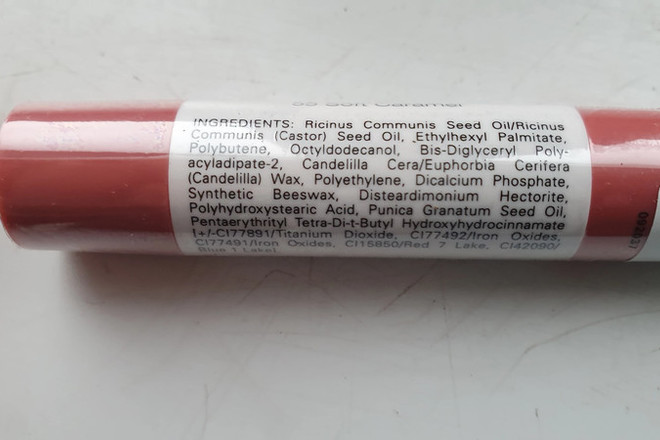 Soft Caramel
INGREDIENTS: Ricinus Communis Seed Oil/Ricinus
Communis (Castor) Seed Oil, Ethylhexyl Palmitate,
Polybutene, Octyldodecanol, Bis-Diglyceryl Poly-
acyladipate-2, Candelilla Cera/Euphorbia Cerifera
(Candelilla) Wax, Polyethylene, Dicalcium Phosphate,
Synthetic Beeswax, Disteardimonium Hectorite,
Polyhydroxystearic Acid, Punica Granatum Seed Oil,
Pentaerythrityl Tetra-Di-t-Butyl Hydroxyhydrocinnamate
[+/-CI77891/Titanium Dioxide, CI77492/Iron Oxides,
CI77491/Iron Oxides, CI15850/Red 7 Lake, CI42090/
Blue 1 Lake]